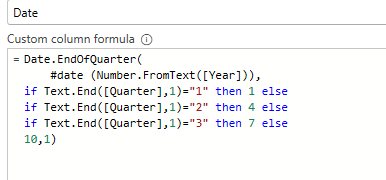 Date
Custom column formula
= Date.EndOfQuarter(
#date (Number.FromText([Year])),
if Text.End([Quarter],1)="1" then 1 else
if Text.End([Quarter],1)="2" then 4 else
if Text.End([Quarter],1)="3" then 7 else
10,1)